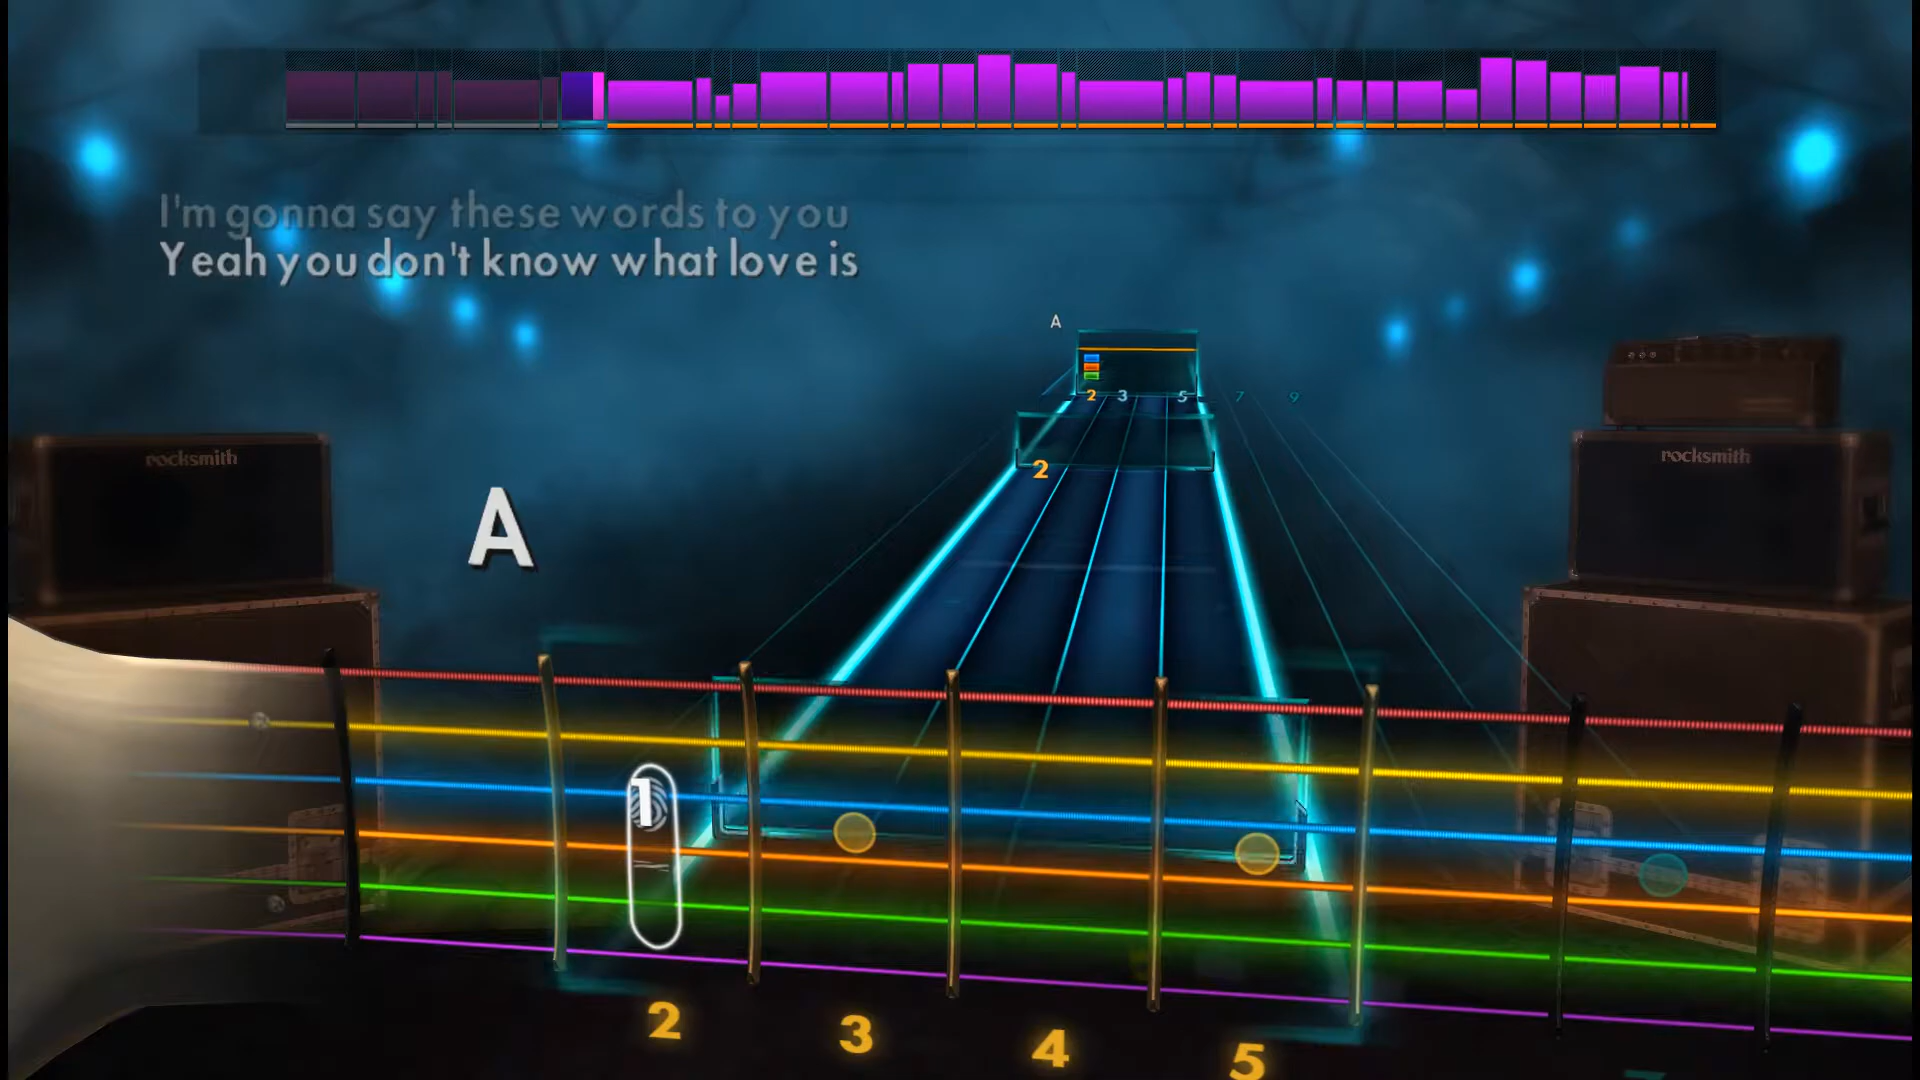 I'm gonna say these words to you
Yeah you don't know what love is
A
2 3 5 7 9
2
rocksmith
rocksmith
A
1
2 3 4 5